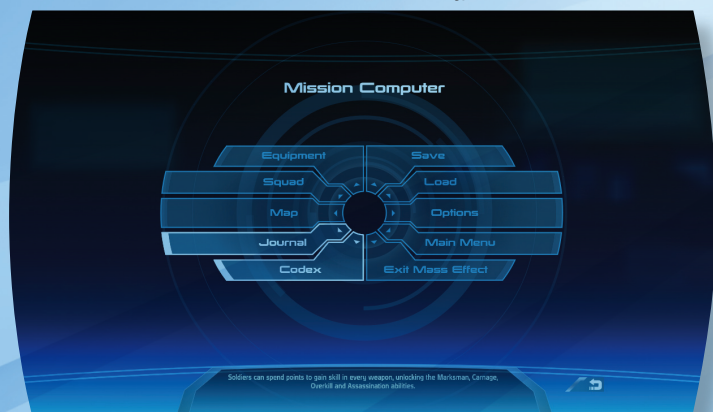 Mission Computer
Equipment
Save
Squad
Load
Map
Options
Journal
Main Menu
Codex
Exit Mass Effect
Soldiers can spend points to gain skill in every weapon, unlocking the Marksman, Carnage,
Overkill and Assassination abilities.